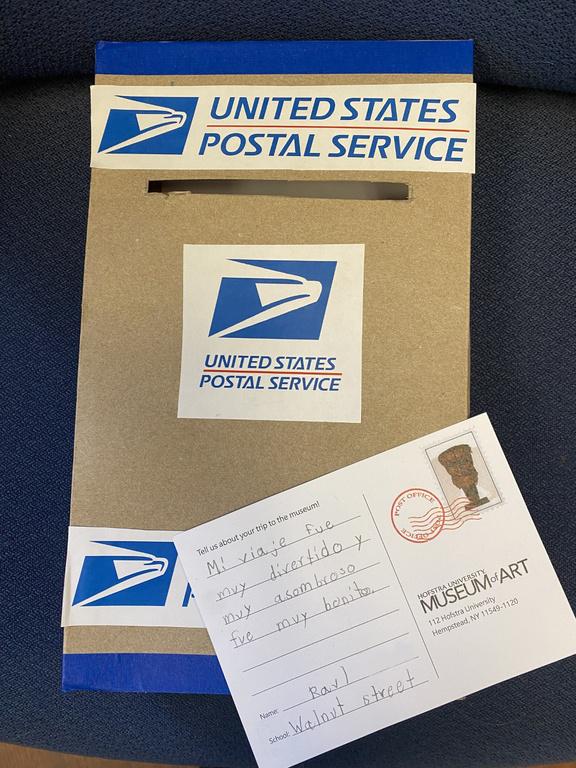 UNITED STATES
POSTAL SERVICE
UNITED STATES
POSTAL SERVICE
Tell us about your trip to the museum!
Mi viaje fue
muy divertido y
muy asombroso
fue muy bonito.
Name: Raul
School: Walnut street
POST OFFICE
HOFSTRA UNIVERSITY
MUSEUM of ART
112 Hofstra University
Hempstead, NY 11549-1120